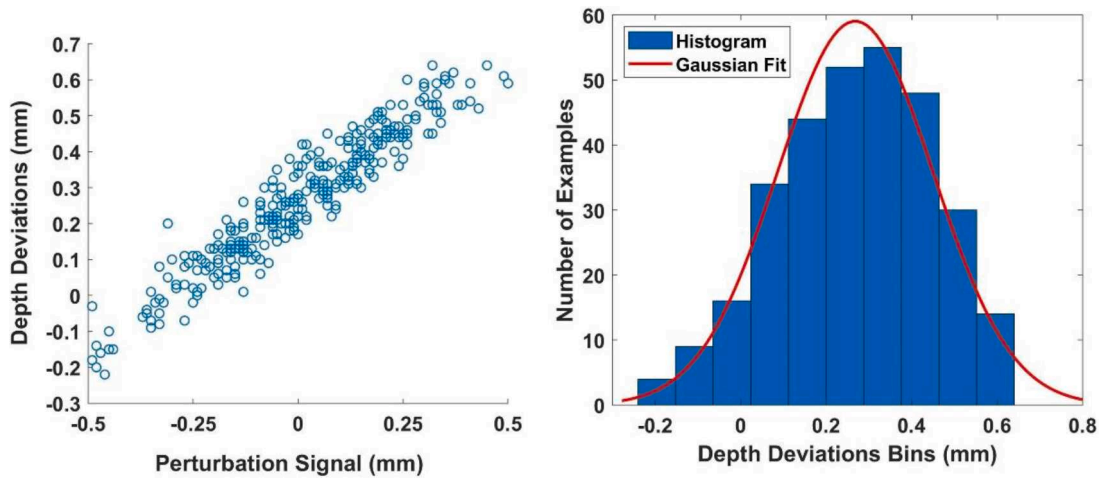 0.7
0.6
0.5
0.4
0.3
0.2
0.1
0
-0.1
-0.2
-0.3
Depth Deviations (mm)
-0.5 -0.25 0 0.25 0.5
Perturbation Signal (mm)
60
50
40
30
20
10
0
Number of Examples
Histogram
Gaussian Fit
-0.2 0 0.2 0.4 0.6 0.8
Depth Deviations Bins (mm)